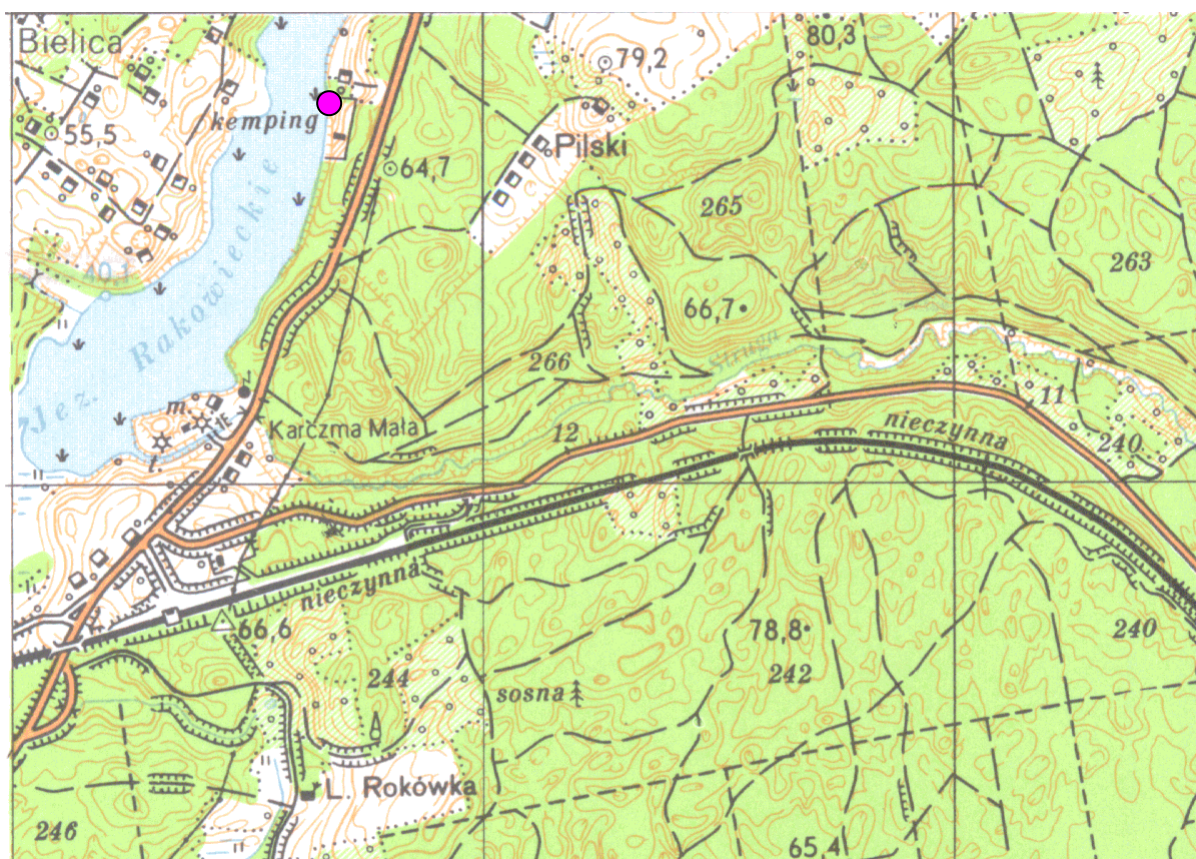 Bielica
79,2
80,3
kemping
55,5
Pilski
64,7
265
263
40,1
Jez. Rakowieckie
66,7
Struga
266
m.
Karczma Mała
12
11
nieczynna
240
t.
nieczynna
66,6
78,8
240
244
242
sosna
L. Rokówka
246
65,4